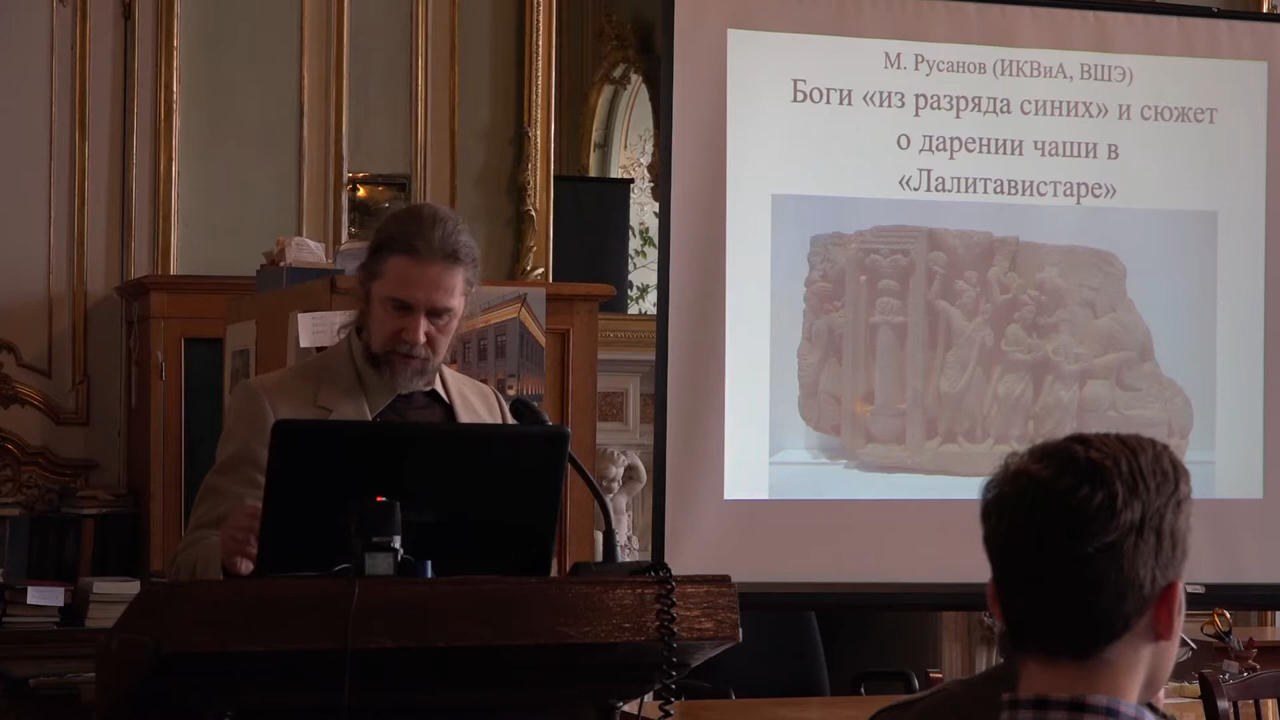 М. Русанов (ИКВиА, ВШЭ)
Боги «из разряда синих» и сюжет
о дарении чаши в
«Лалитавистаре»